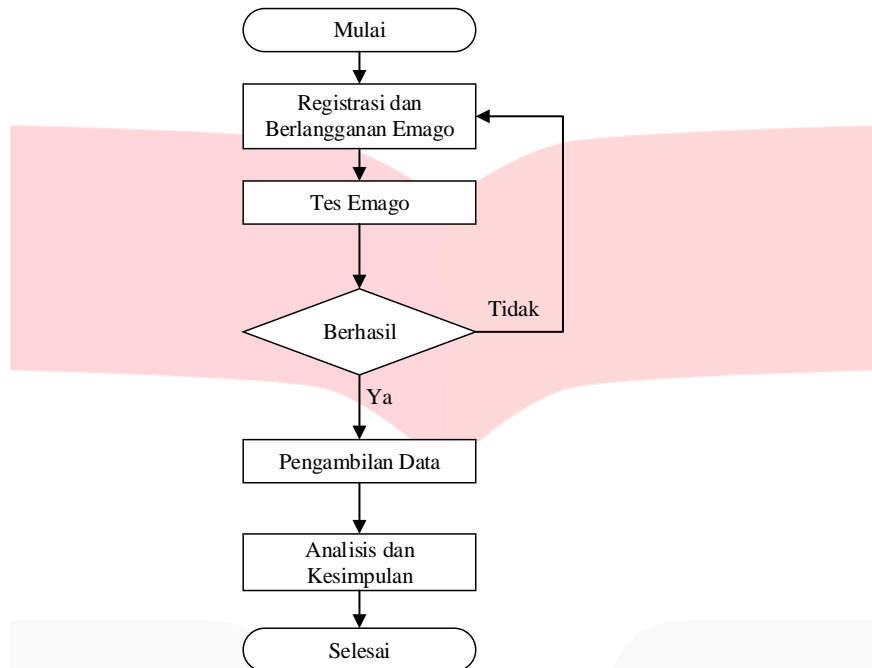 Mulai
Registrasi dan
Berlangganan Emago
Tes Emago
Tidak
Berhasil
Ya
Pengambilan Data
Analisis dan
Kesimpulan
Selesai